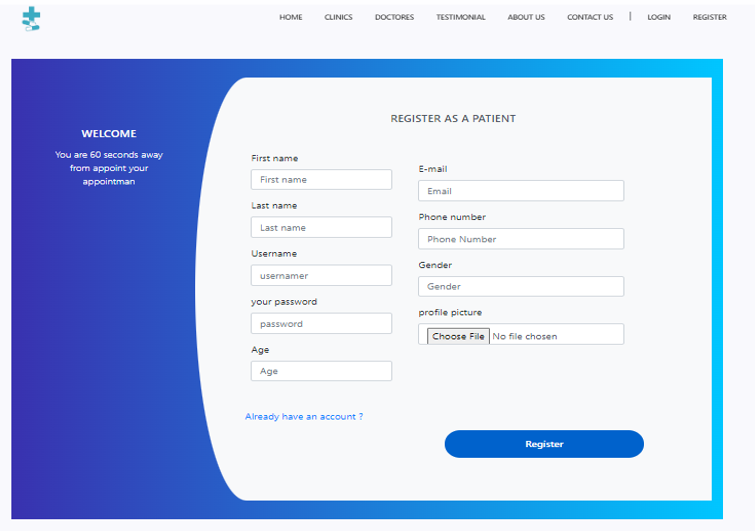 HOME CLINICS DOCTORES TESTIMONIAL ABOUT US CONTACT US | LOGIN REGISTER
WELCOME
You are 60 seconds away
from appoint your
appointman
REGISTER AS A PATIENT
First name
First name
Last name
Last name
Username
usernamer
your password
password
Age
Age
E-mail
Email
Phone number
Phone Number
Gender
Gender
profile picture
Choose File No file chosen
Already have an account ?
Register